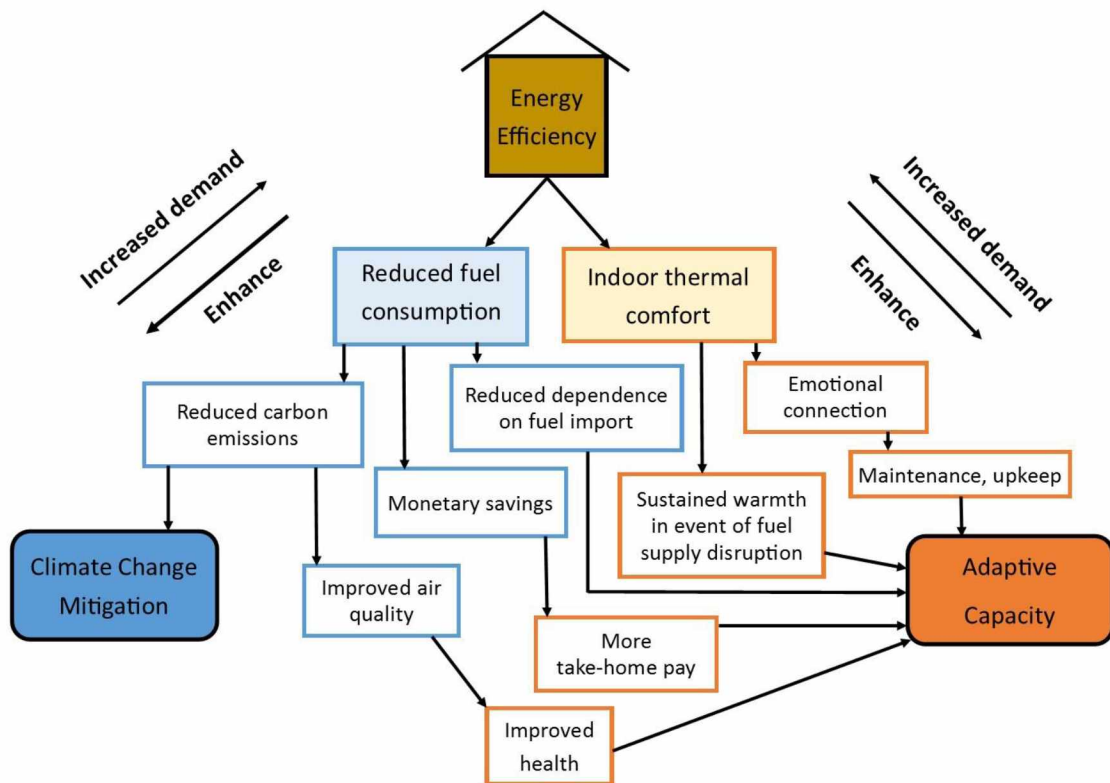 Energy
Efficiency
Increased demand
Enhance
Increased demand
Enhance
Reduced fuel
consumption
Indoor thermal
comfort
Reduced carbon
emissions
Reduced dependence
on fuel import
Emotional
connection
Monetary savings
Sustained warmth
in event of fuel
supply disruption
Maintenance, upkeep
Climate Change
Mitigation
Improved air
quality
More
take-home pay
Adaptive
Capacity
Improved
health